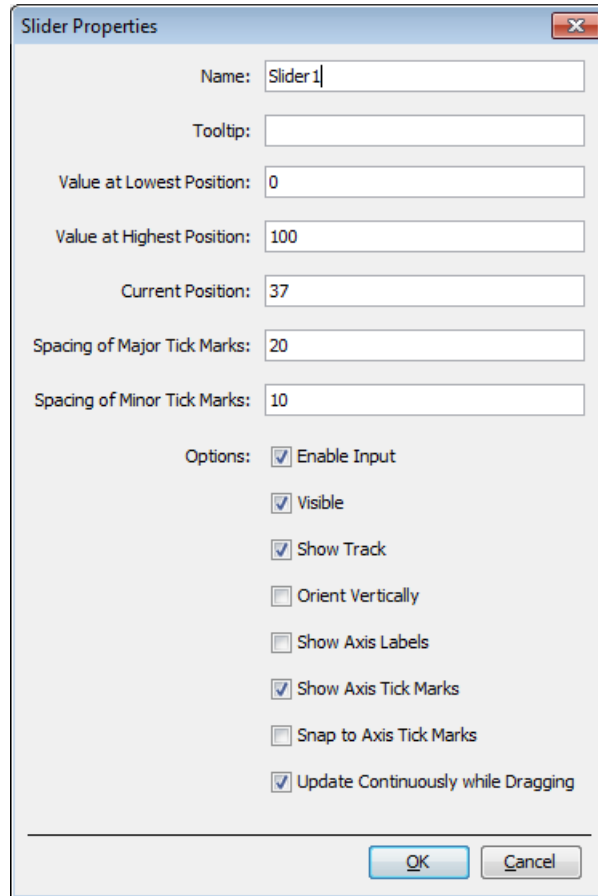 Slider Properties
Name: Slider1
Tooltip:
Value at Lowest Position: 0
Value at Highest Position: 100
Current Position: 37
Spacing of Major Tick Marks: 20
Spacing of Minor Tick Marks: 10
Options: Enable Input
Visible
Show Track
Orient Vertically
Show Axis Labels
Show Axis Tick Marks
Snap to Axis Tick Marks
Update Continuously while Dragging
OK Cancel